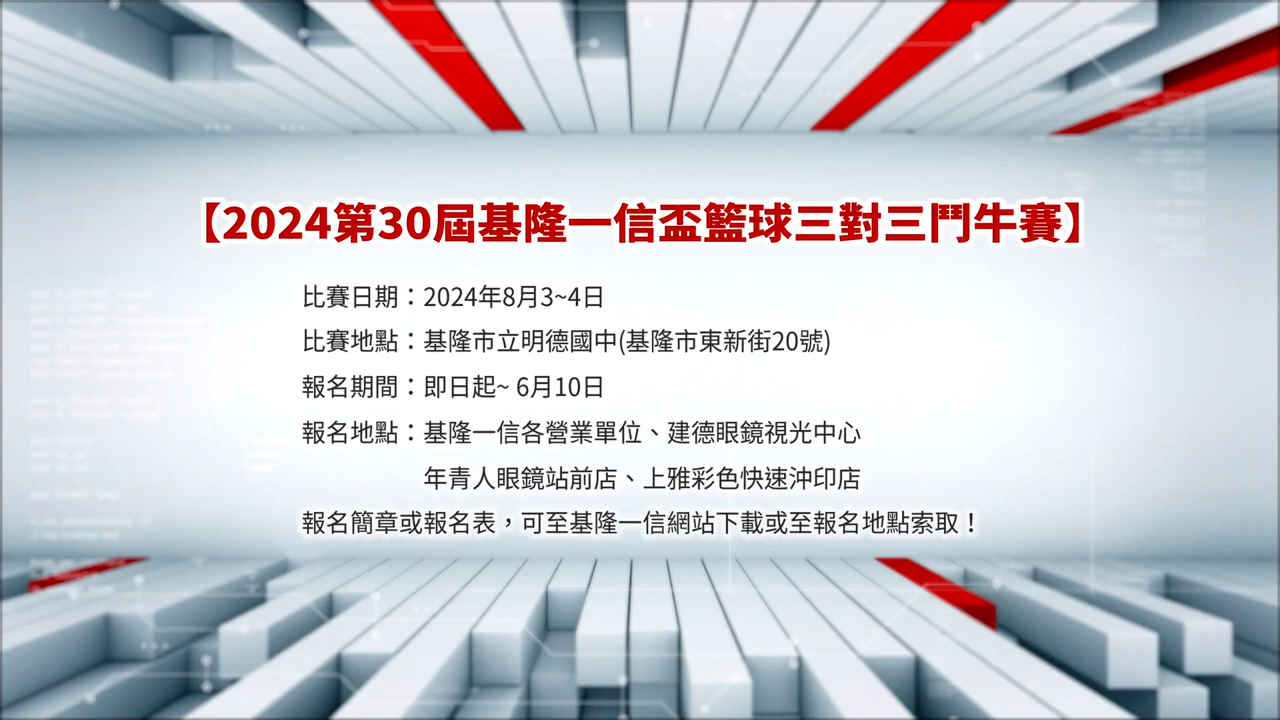 【2024第30屆基隆一信盃籃球三對三鬥牛賽】
比賽日期：2024年8月3~4日
比賽地點：基隆市立明德國中(基隆市東新街20號)
報名期間：即日起~ 6月10日
報名地點：基隆一信各營業單位、建德眼鏡視光中心
年青人眼鏡站前店、上雅彩色快速沖印店
報名簡章或報名表，可至基隆一信網站下載或至報名地點索取！